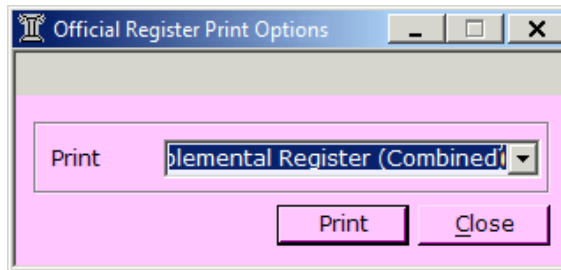 Official Register Print Options
Print
plemental Register (Combined)
Print
Close